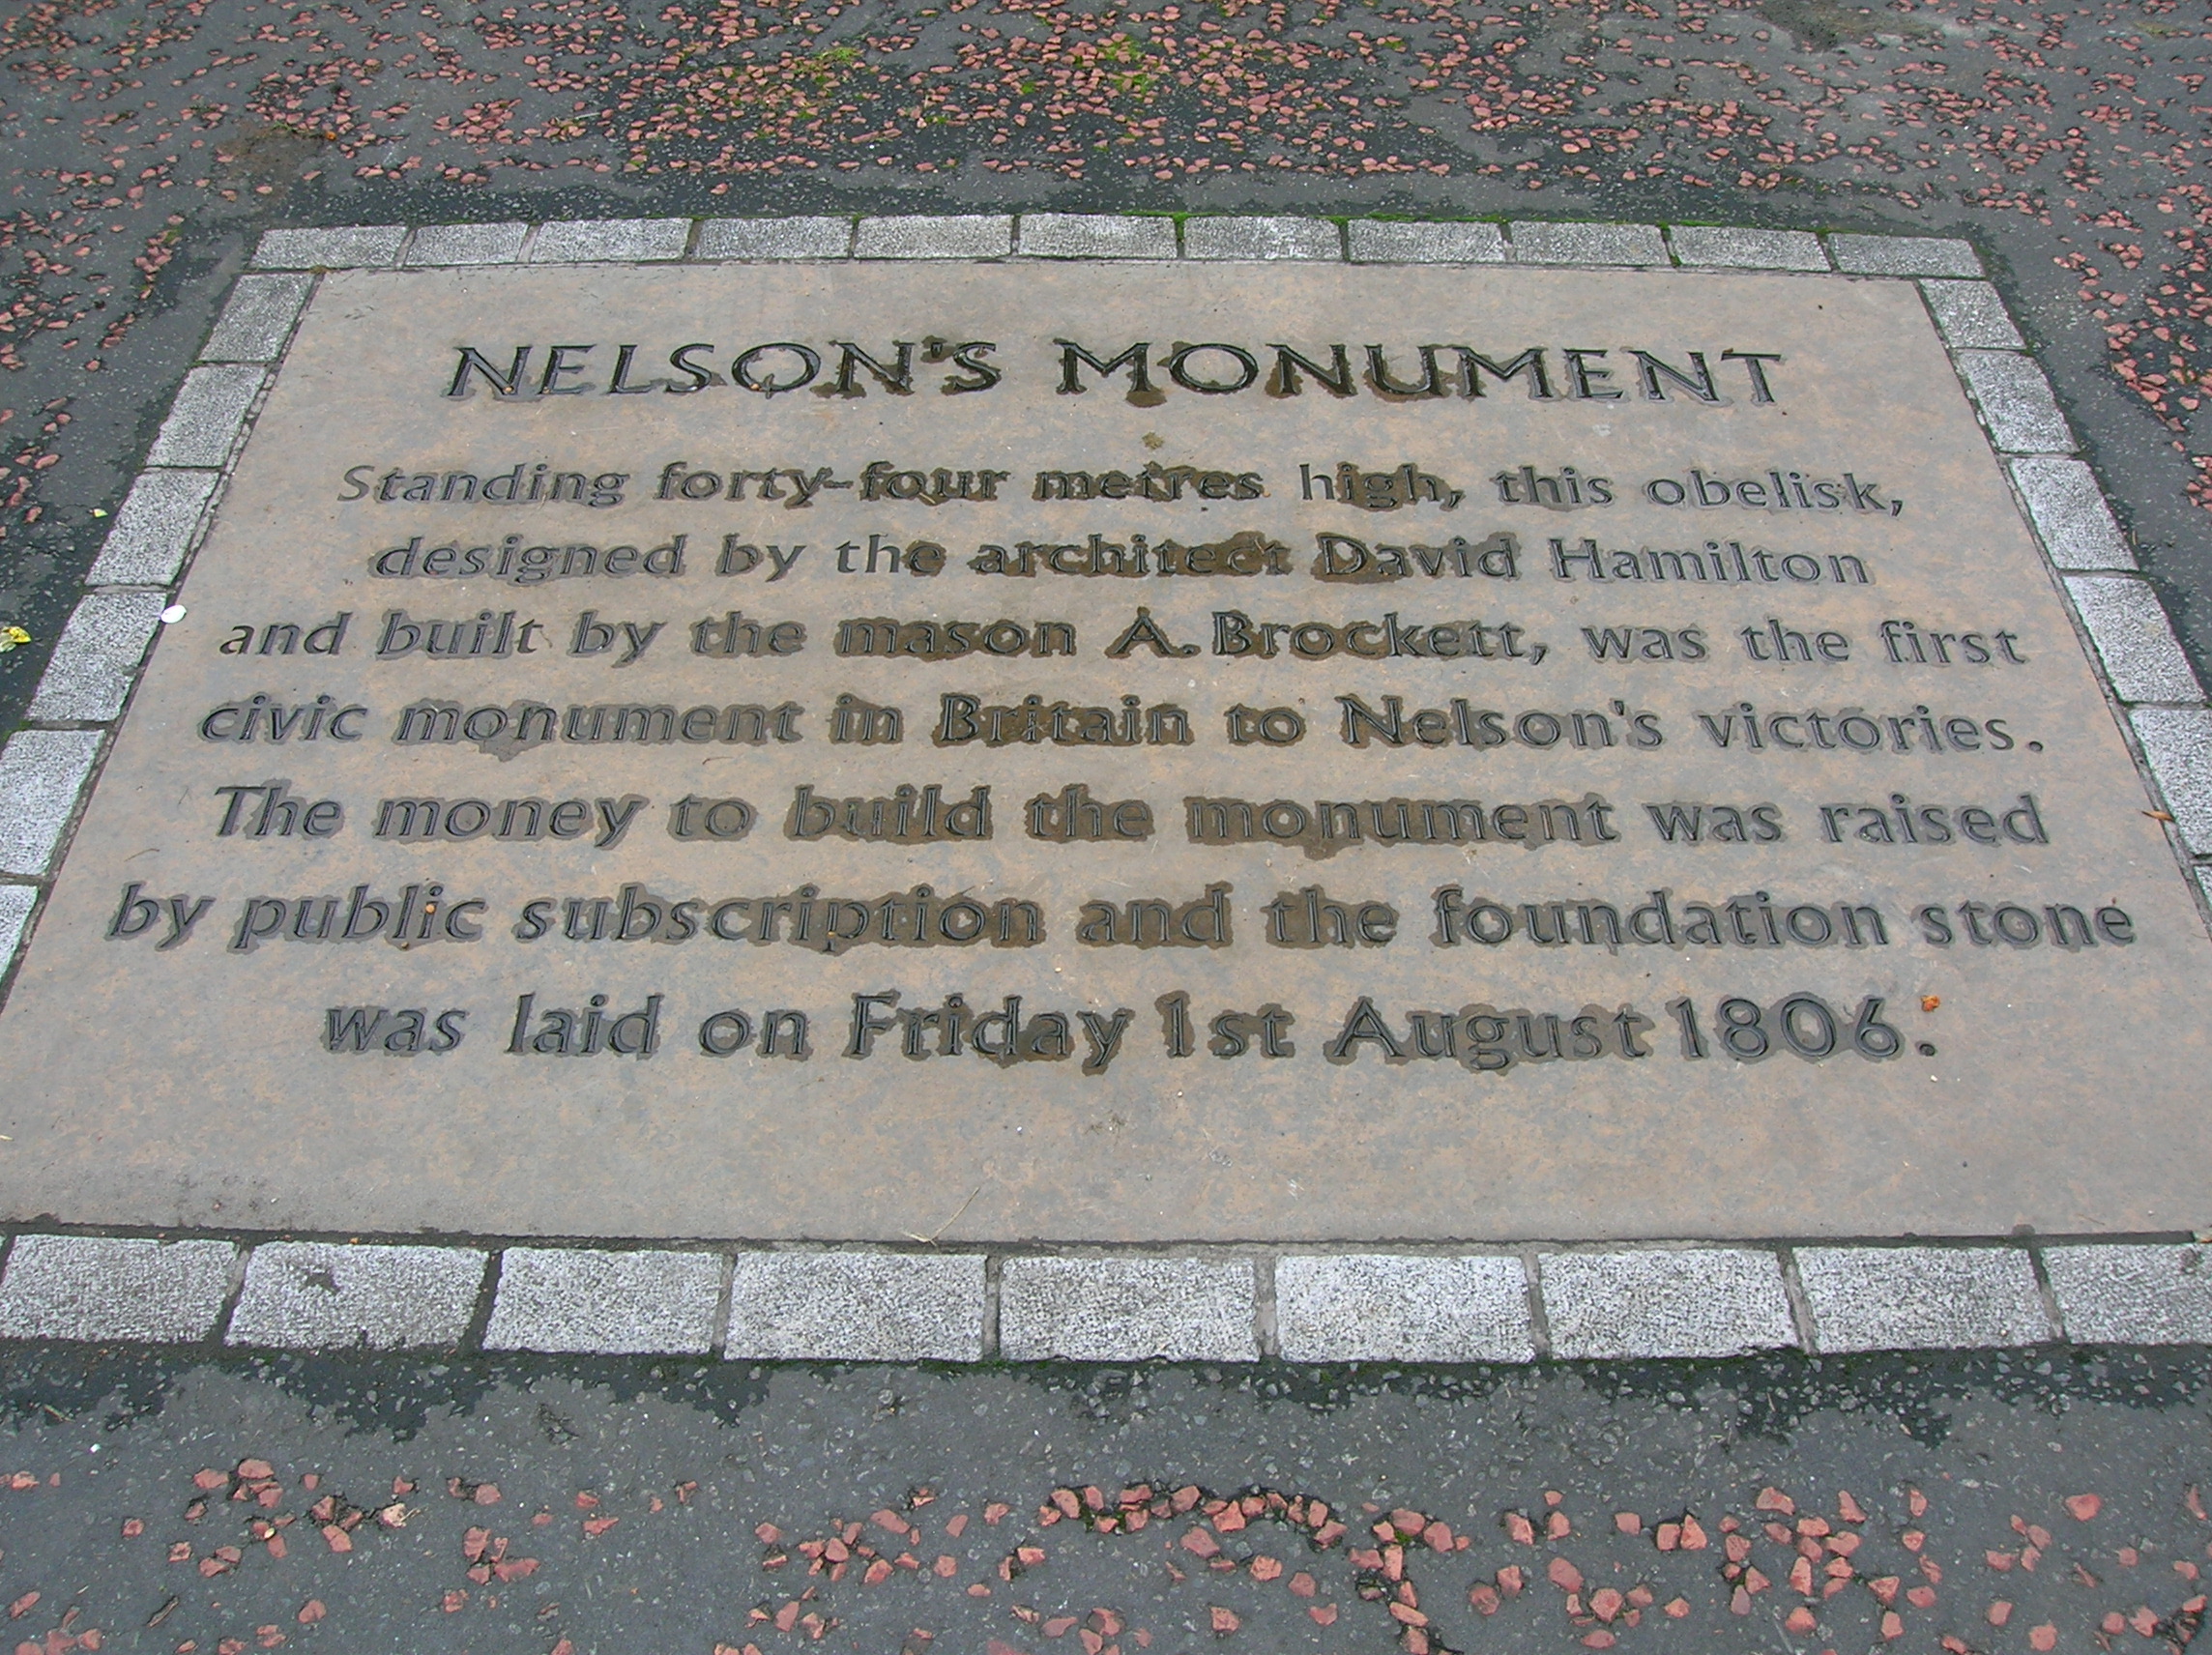 NELSON'S MONUMENT
Standing forty-four metres high, this obelisk,
designed by the architect David Hamilton
and built by the mason A. Brockett, was the first
civic monument in Britain to Nelson's victories.
The money to build the monument was raised
by public subscription and the foundation stone
was laid on Friday 1st August 1806.